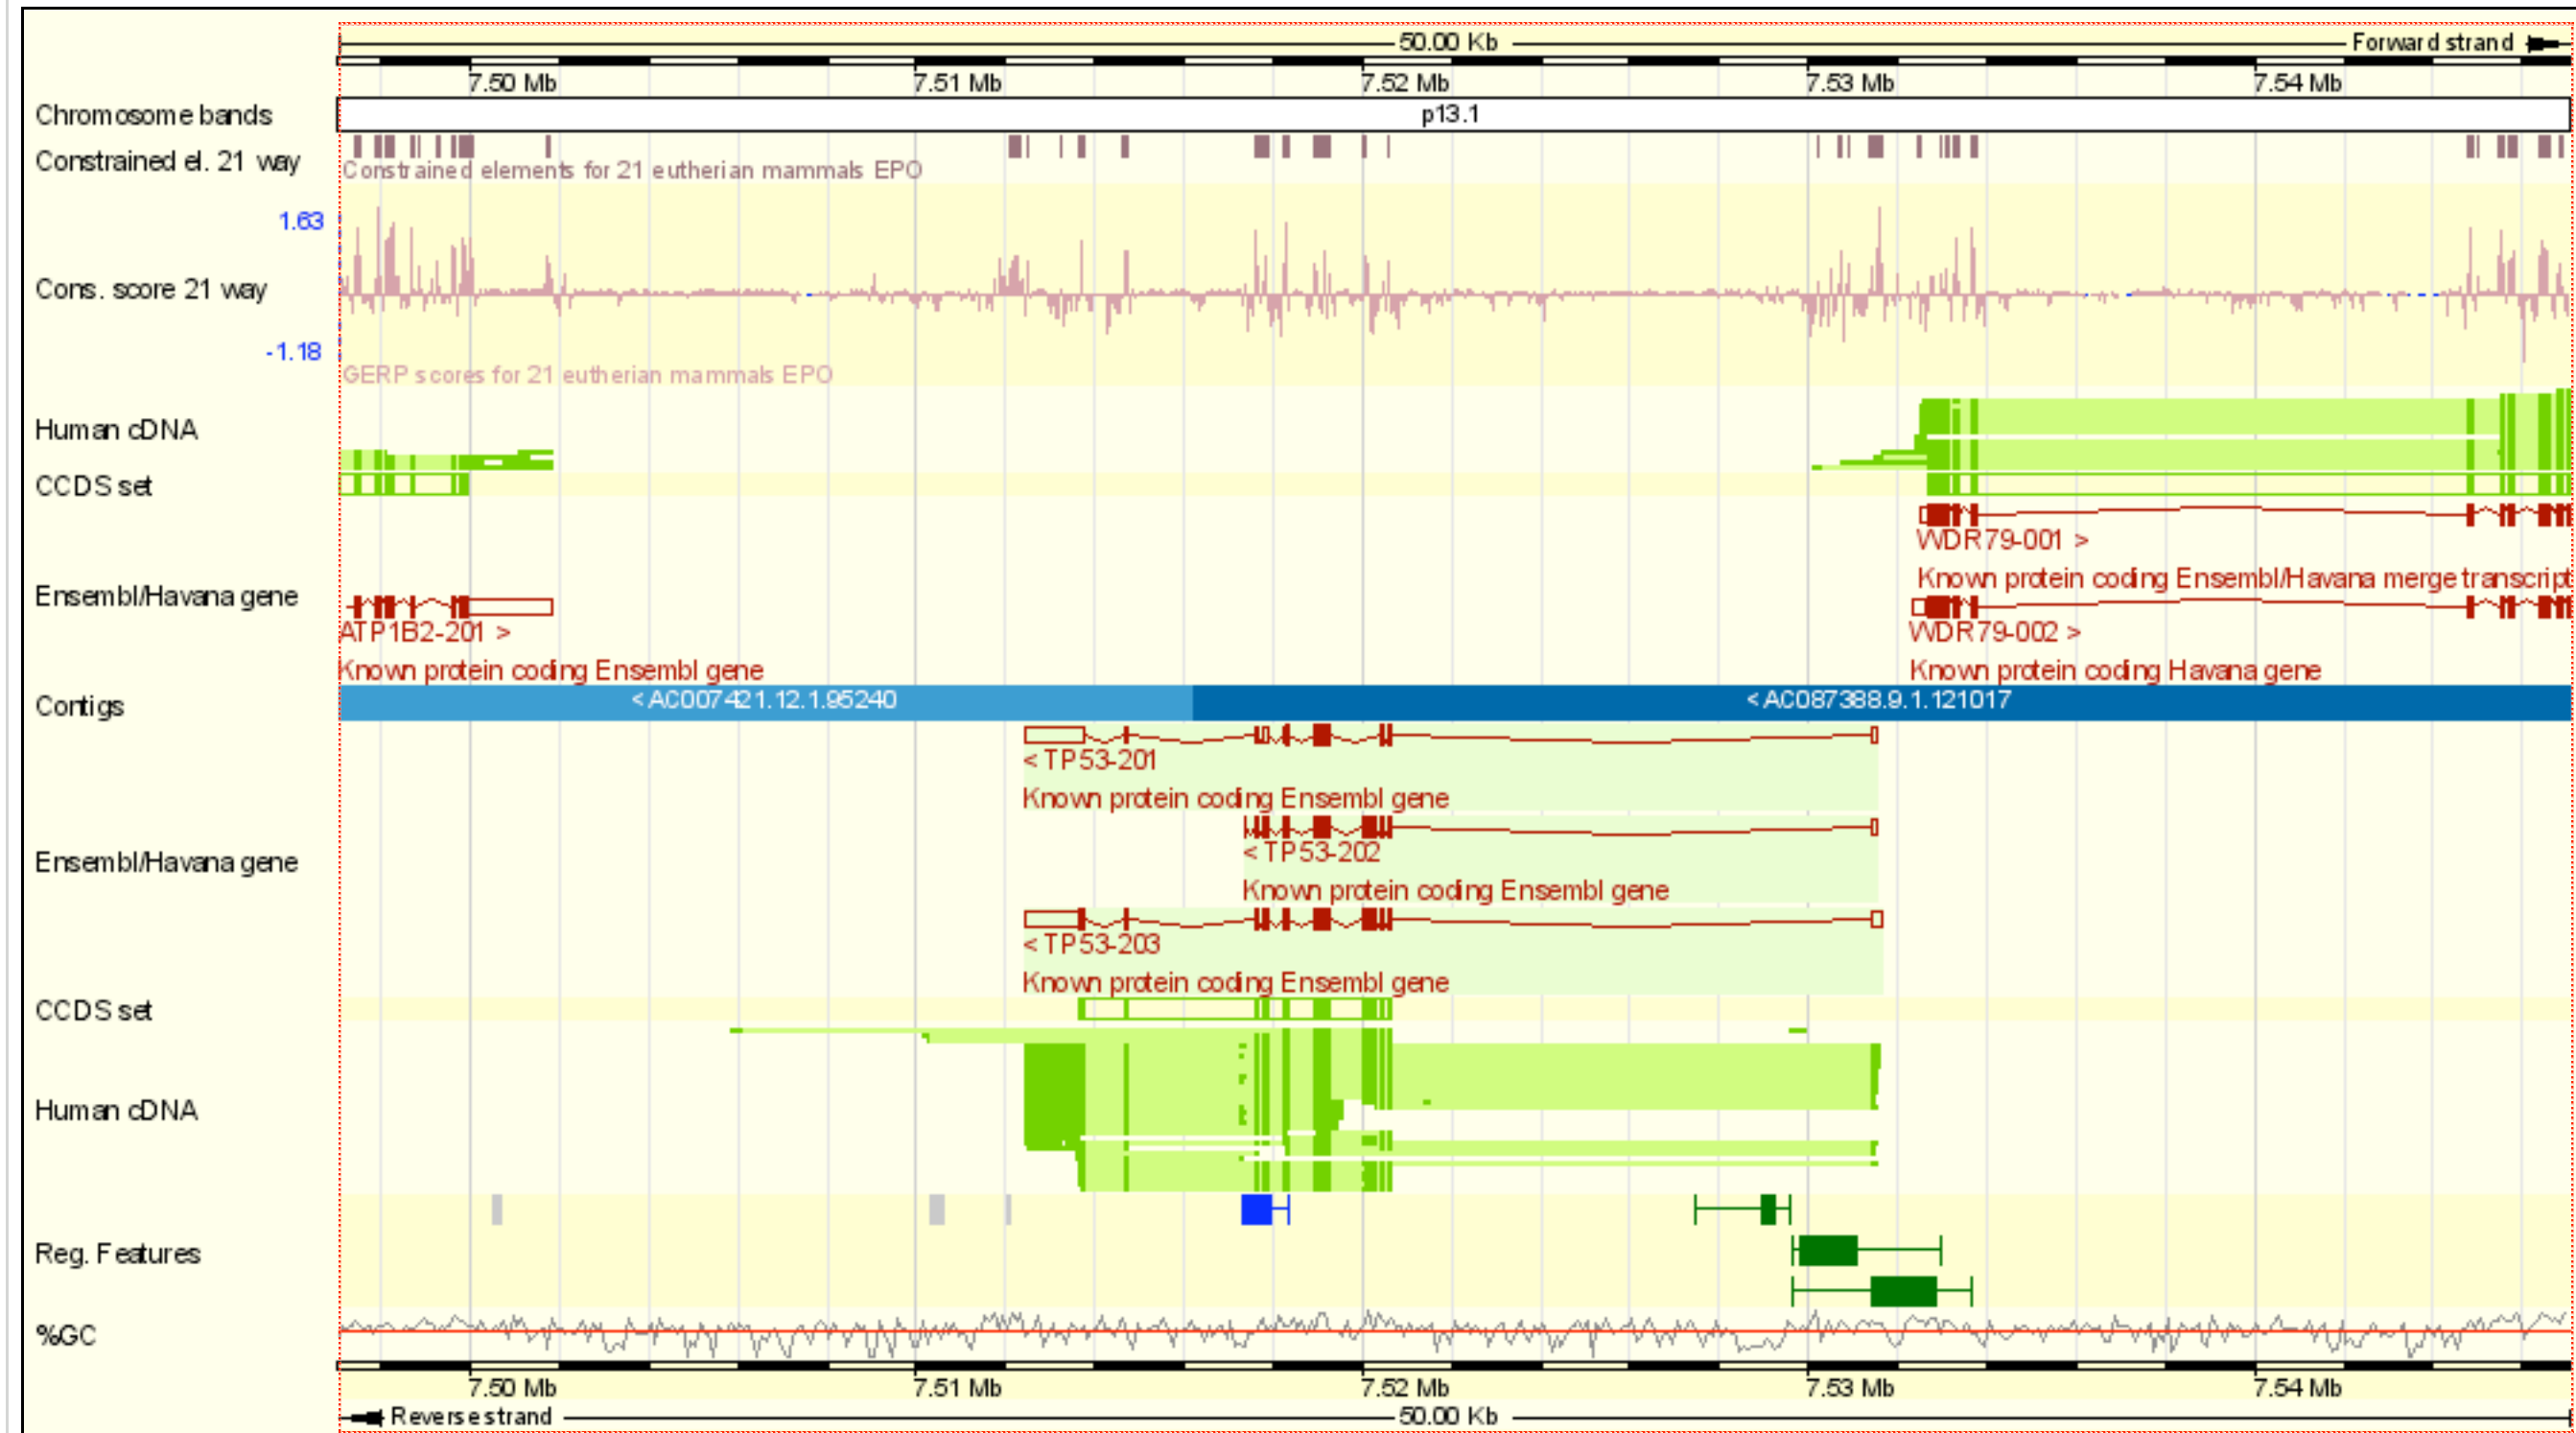 50.00 Kb Forward strand
7.50 Mb 7.51 Mb 7.52 Mb 7.53 Mb 7.54 Mb
Chromosome bands p13.1
Constrained el. 21 way
Constrained elements for 21 eutherian mammals EPO
1.63
Cons. score 21 way
-1.18
GERP scores for 21 eutherian mammals EPO
Human cDNA
CCDS set
WDR79-001 >
Known protein coding Ensembl/Havana merge transcript
Ensembl/Havana gene
ATP1B2-201 > WDR79-002 >
Known protein coding Ensembl gene Known protein coding Havana gene
Contigs < AC007421.12.1.95240 < AC087388.9.1.121017
< TP53-201
Known protein coding Ensembl gene
Ensembl/Havana gene < TP53-202
Known protein coding Ensembl gene
< TP53-203
Known protein coding Ensembl gene
CCDS set
Human cDNA
Reg. Features
%GC
7.50 Mb 7.51 Mb 7.52 Mb 7.53 Mb 7.54 Mb
Reverse strand 50.00 Kb